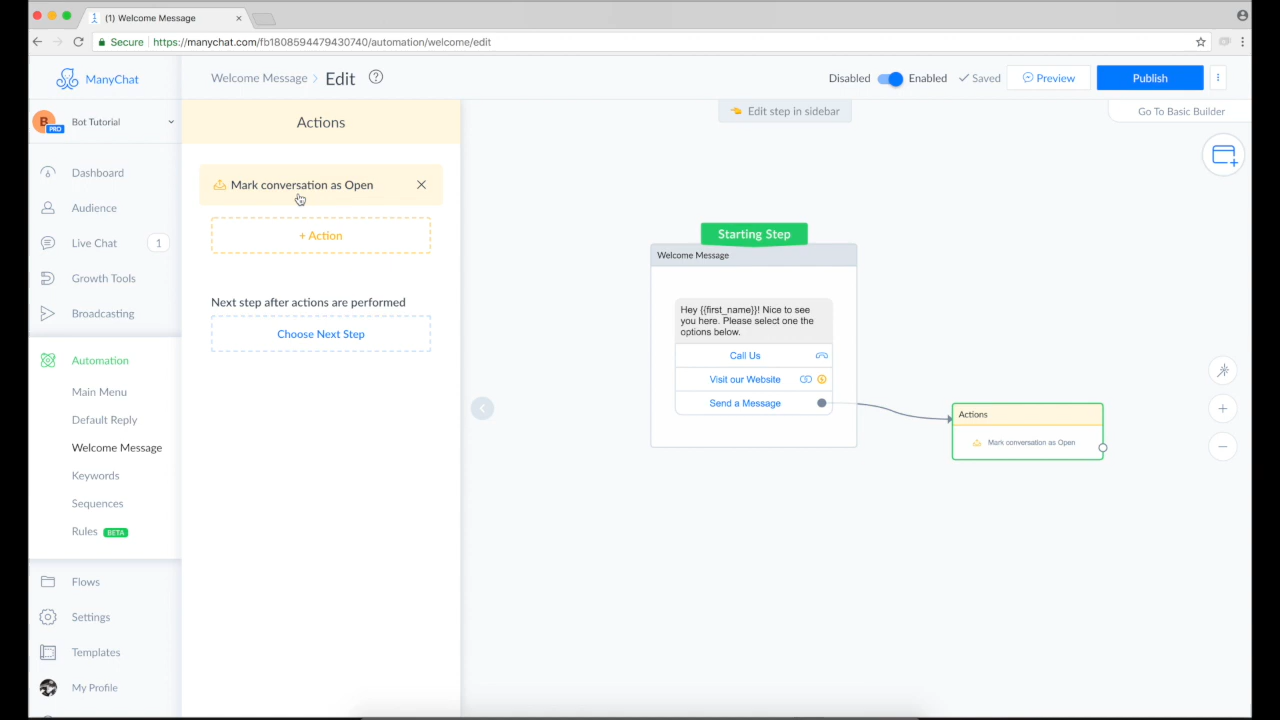 (1) Welcome Message
Secure
https://manychat.com/fb1808594479430740/automation/welcome/edit
ManyChat
Welcome Message > Edit
Disabled
Enabled
Saved
Preview
Publish
B
PRO
Bot Tutorial
Dashboard
Audience
Live Chat
1
Growth Tools
Broadcasting
Automation
Main Menu
Default Reply
Welcome Message
Keywords
Sequences
Rules BETA
Flows
Settings
Templates
My Profile
Actions
Mark conversation as Open
+ Action
Next step after actions are performed
Choose Next Step
Edit step in sidebar
Go To Basic Builder
Starting Step
Welcome Message
Hey {{first_name}}! Nice to see
you here. Please select one the
options below.
Call Us
Visit our Website
Send a Message
Actions
Mark conversation as Open